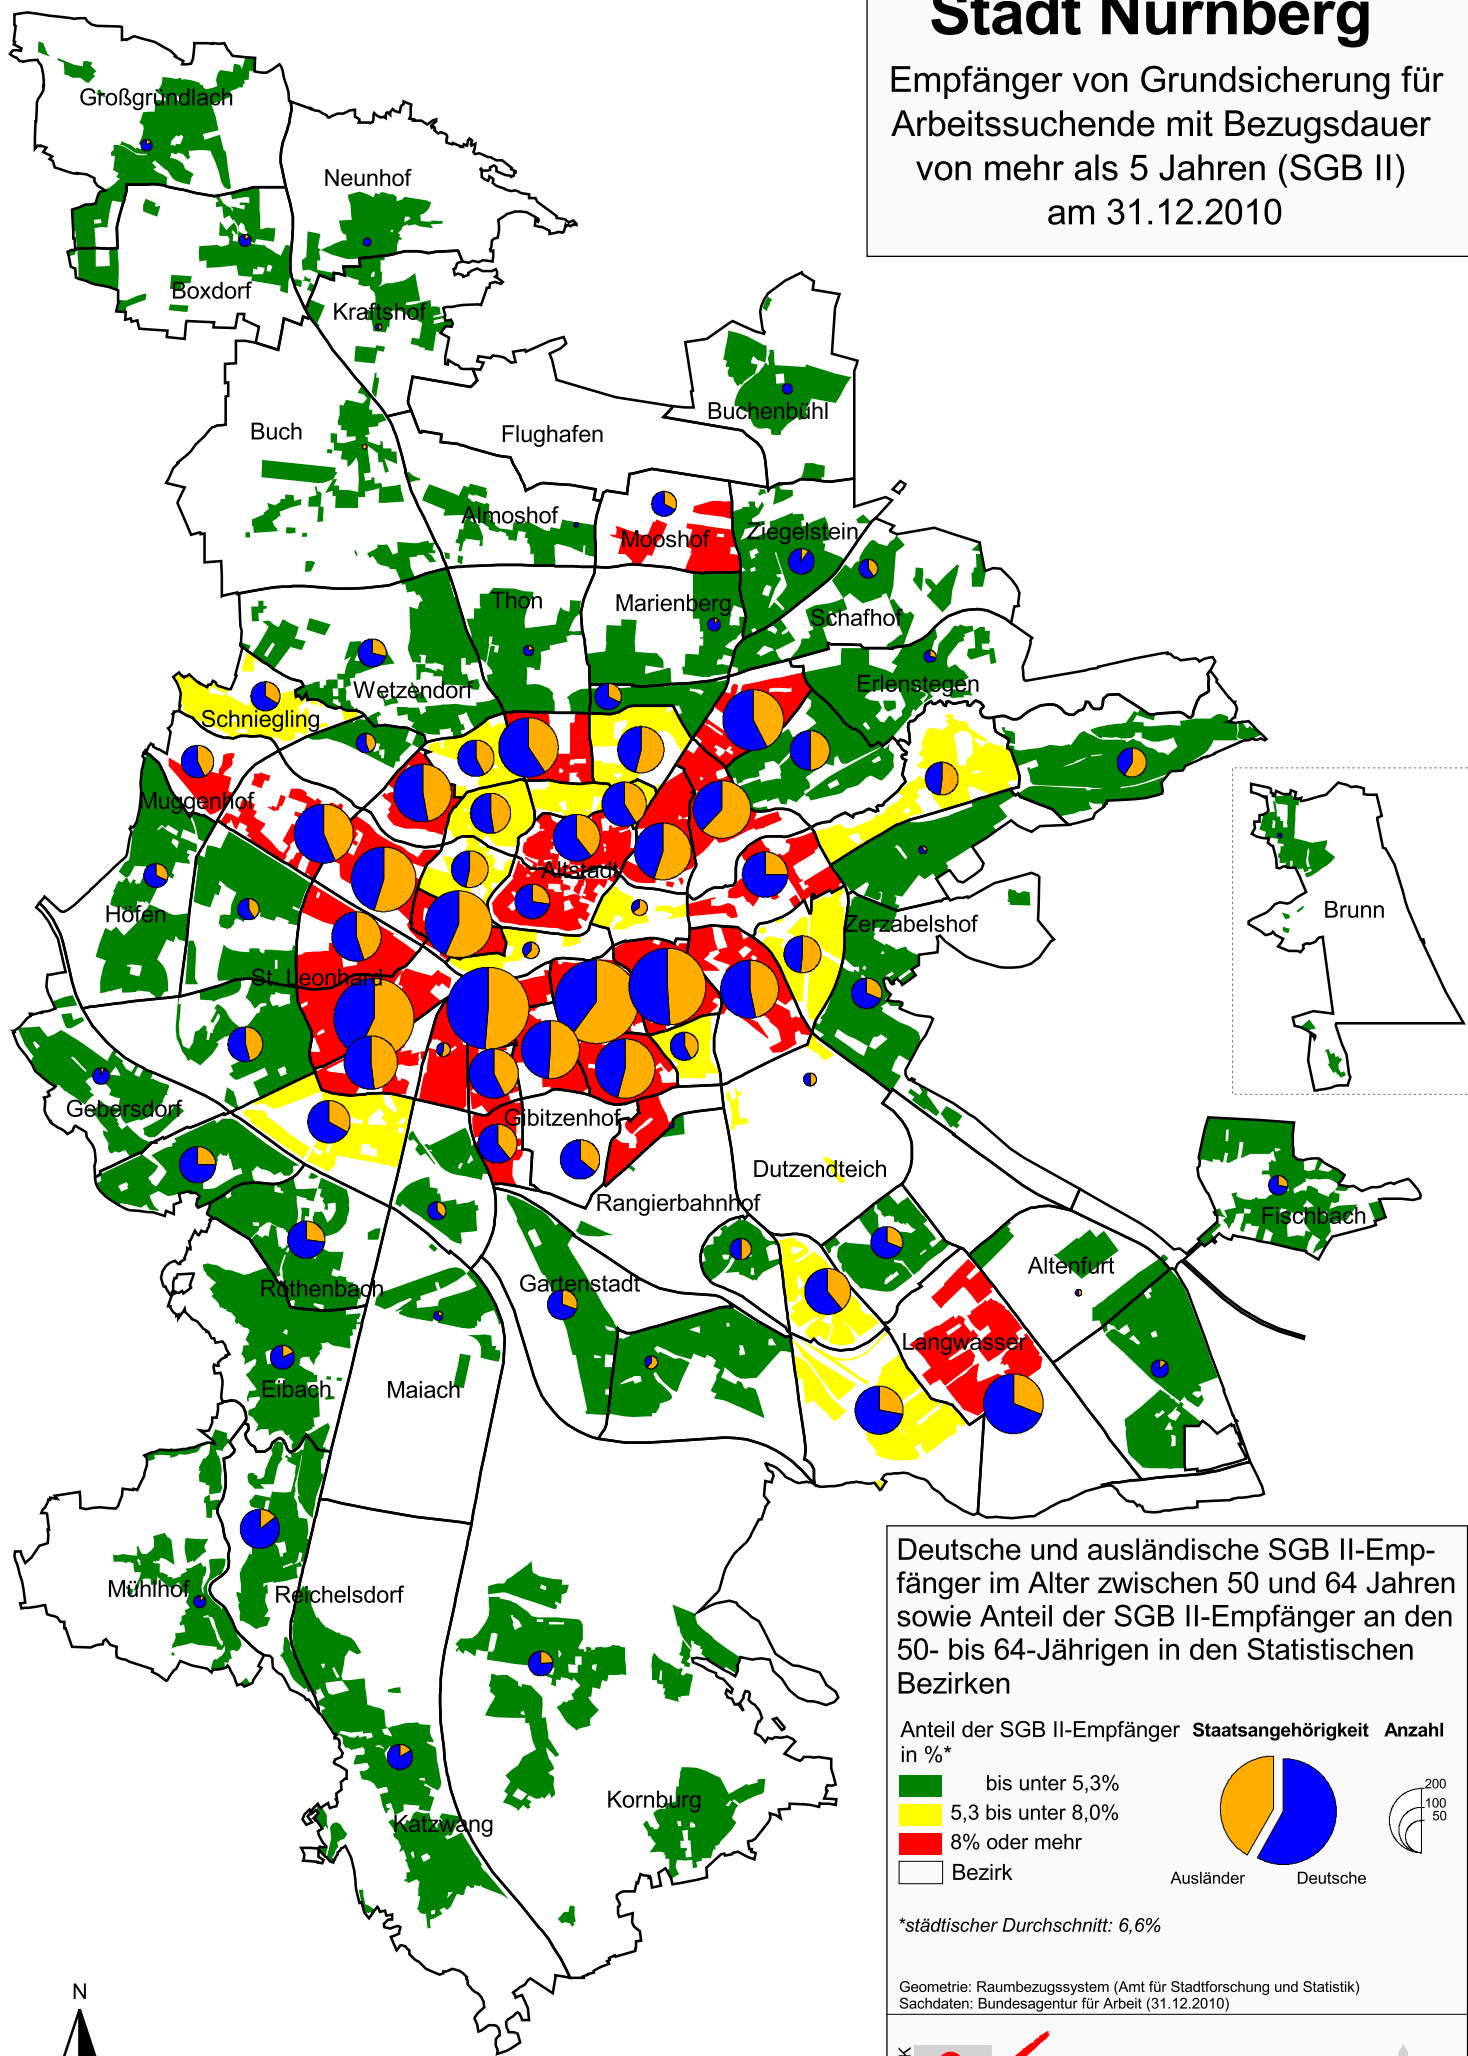 Stadt Nürnberg
Empfänger von Grundsicherung für
Arbeitssuchende mit Bezugsdauer
von mehr als 5 Jahren (SGB II)
am 31.12.2010
Großgründlach
Neunhof
Boxdorf
Kraftshof
Buchenbühl
Buch
Flughafen
Almoshof
Mooshof
Ziegelstein
Thon
Marienberg
Schafhof
Wetzendorf
Erlenstegen
Schniegling
Muggenhof
Altstadt
Höfen
Zerzabelshof
Brunn
St. Leonhard
Gebersdorf
Gibitzenhof
Dutzendteich
Rangierbahnhof
Fischbach
Altenfurt
Röthenbach
Gartenstadt
Langwasser
Eibach
Maiach
Mühlhof
Reichelsdorf
Kornburg
Katzwang
N
Deutsche und ausländische SGB II-Emp-
fänger im Alter zwischen 50 und 64 Jahren
sowie Anteil der SGB II-Empfänger an den
50- bis 64-Jährigen in den Statistischen
Bezirken
Anteil der SGB II-Empfänger
in %*
bis unter 5,3%
5,3 bis unter 8,0%
8% oder mehr
Bezirk
Staatsangehörigkeit
Ausländer
Deutsche
Anzahl
200
100
50
*städtischer Durchschnitt: 6,6%
Geometrie: Raumbezugssystem (Amt für Stadtforschung und Statistik)
Sachdaten: Bundesagentur für Arbeit (31.12.2010)
K